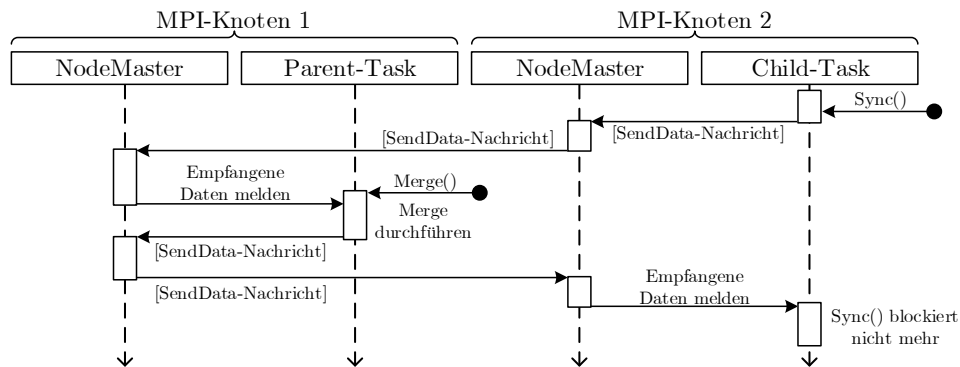 MPI-Knoten 1
MPI-Knoten 2
NodeMaster
Parent-Task
NodeMaster
Child-Task
Sync()
[SendData-Nachricht]
[SendData-Nachricht]
Empfangene
Daten melden
Merge()
Merge
durchführen
[SendData-Nachricht]
[SendData-Nachricht]
Empfangene
Daten melden
Sync() blockiert
nicht mehr